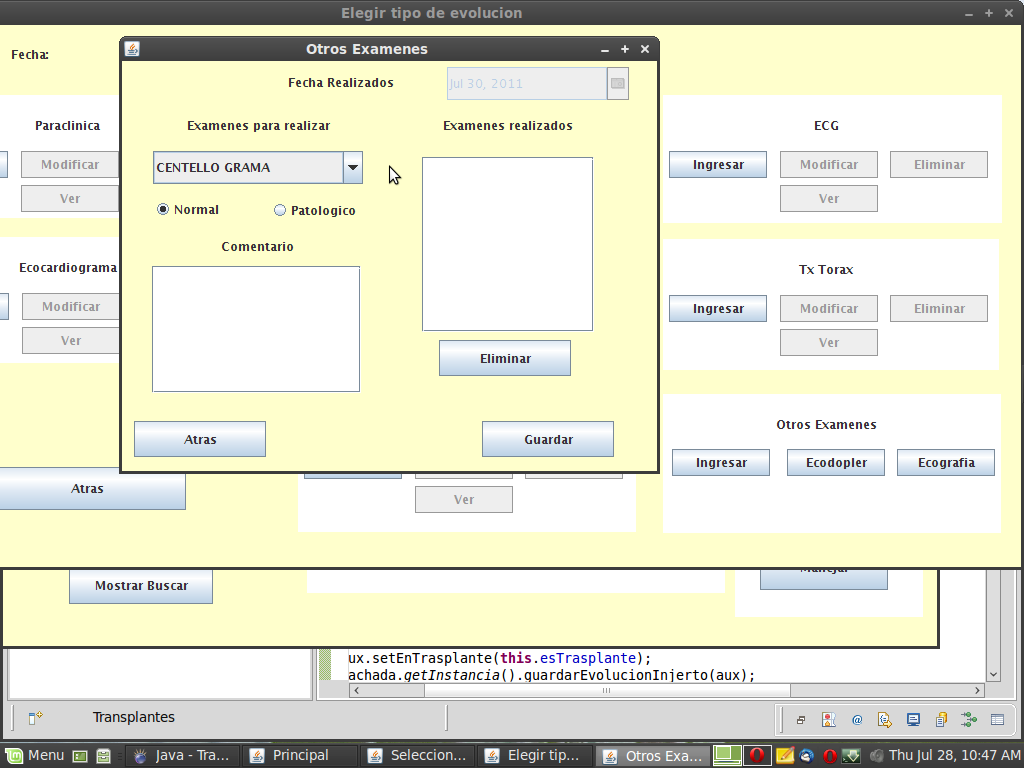 Elegir tipo de evolucion
Fecha:
Otros Examenes
Fecha Realizados
Jul 30, 2011
Examenes para realizar
Examenes realizados
CENTELLO GRAMA
Normal
Patologico
Comentario
Eliminar
Atras
Guardar
Paraclinica
Modificar
Ver
Ecocardiograma
Modificar
Ver
ECG
Ingresar
Modificar
Eliminar
Ver
Tx Torax
Ingresar
Modificar
Eliminar
Ver
Otros Examenes
Ingresar
Ecodopler
Ecografia
Atras
Ver
Mostrar Buscar
Manejar
ux.setEnTrasplante(this.esTrasplante);
achada.getInstancia().guardarEvolucionInjerto(aux);
Transplantes
Menu
Java - Tra...
Principal
Seleccion...
Elegir tip...
Otros Exa...
Thu Jul 28, 10:47 AM